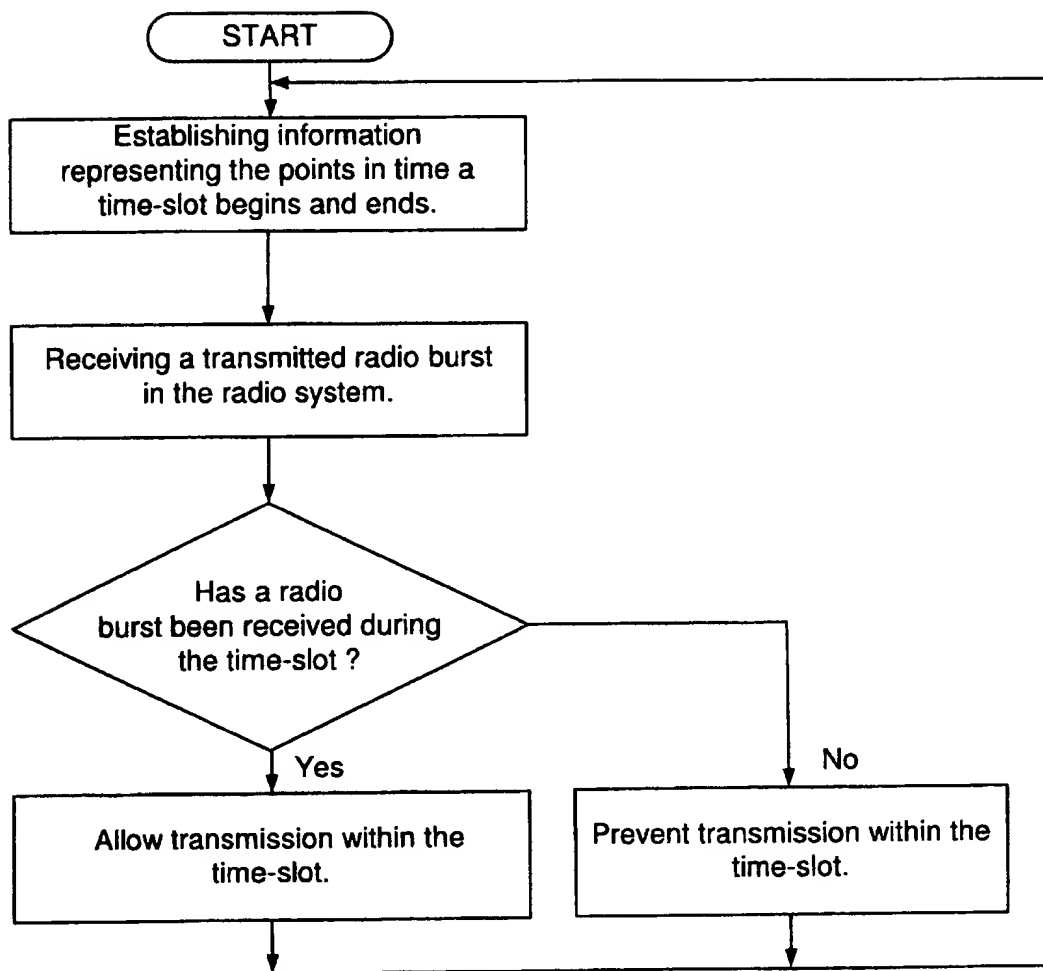 START
Establishing information
representing the points in time a
time-slot begins and ends.
Receiving a transmitted radio burst
in the radio system.
Has a radio
burst been received during
the time-slot ?
Yes
No
Allow transmission within the
time-slot.
Prevent transmission within the
time-slot.